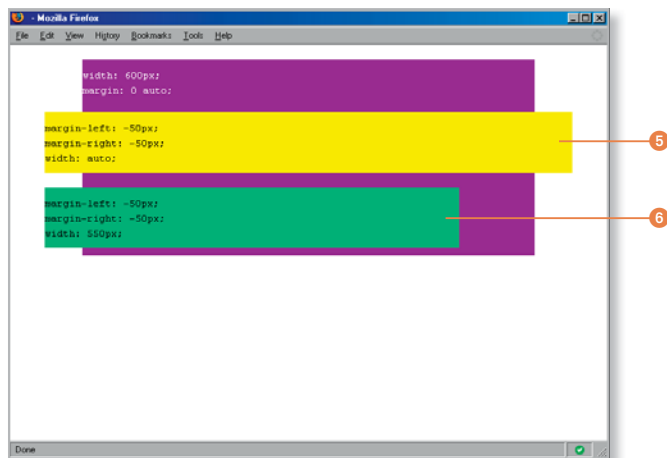 - Mozilla Firefox
File Edit View History Bookmarks Tools Help
width: 600px;
margin: 0 auto;
margin-left: -50px;
margin-right: -50px;
width: auto;
5
margin-left: -50px;
margin-right: -50px;
width: 550px;
6
Done